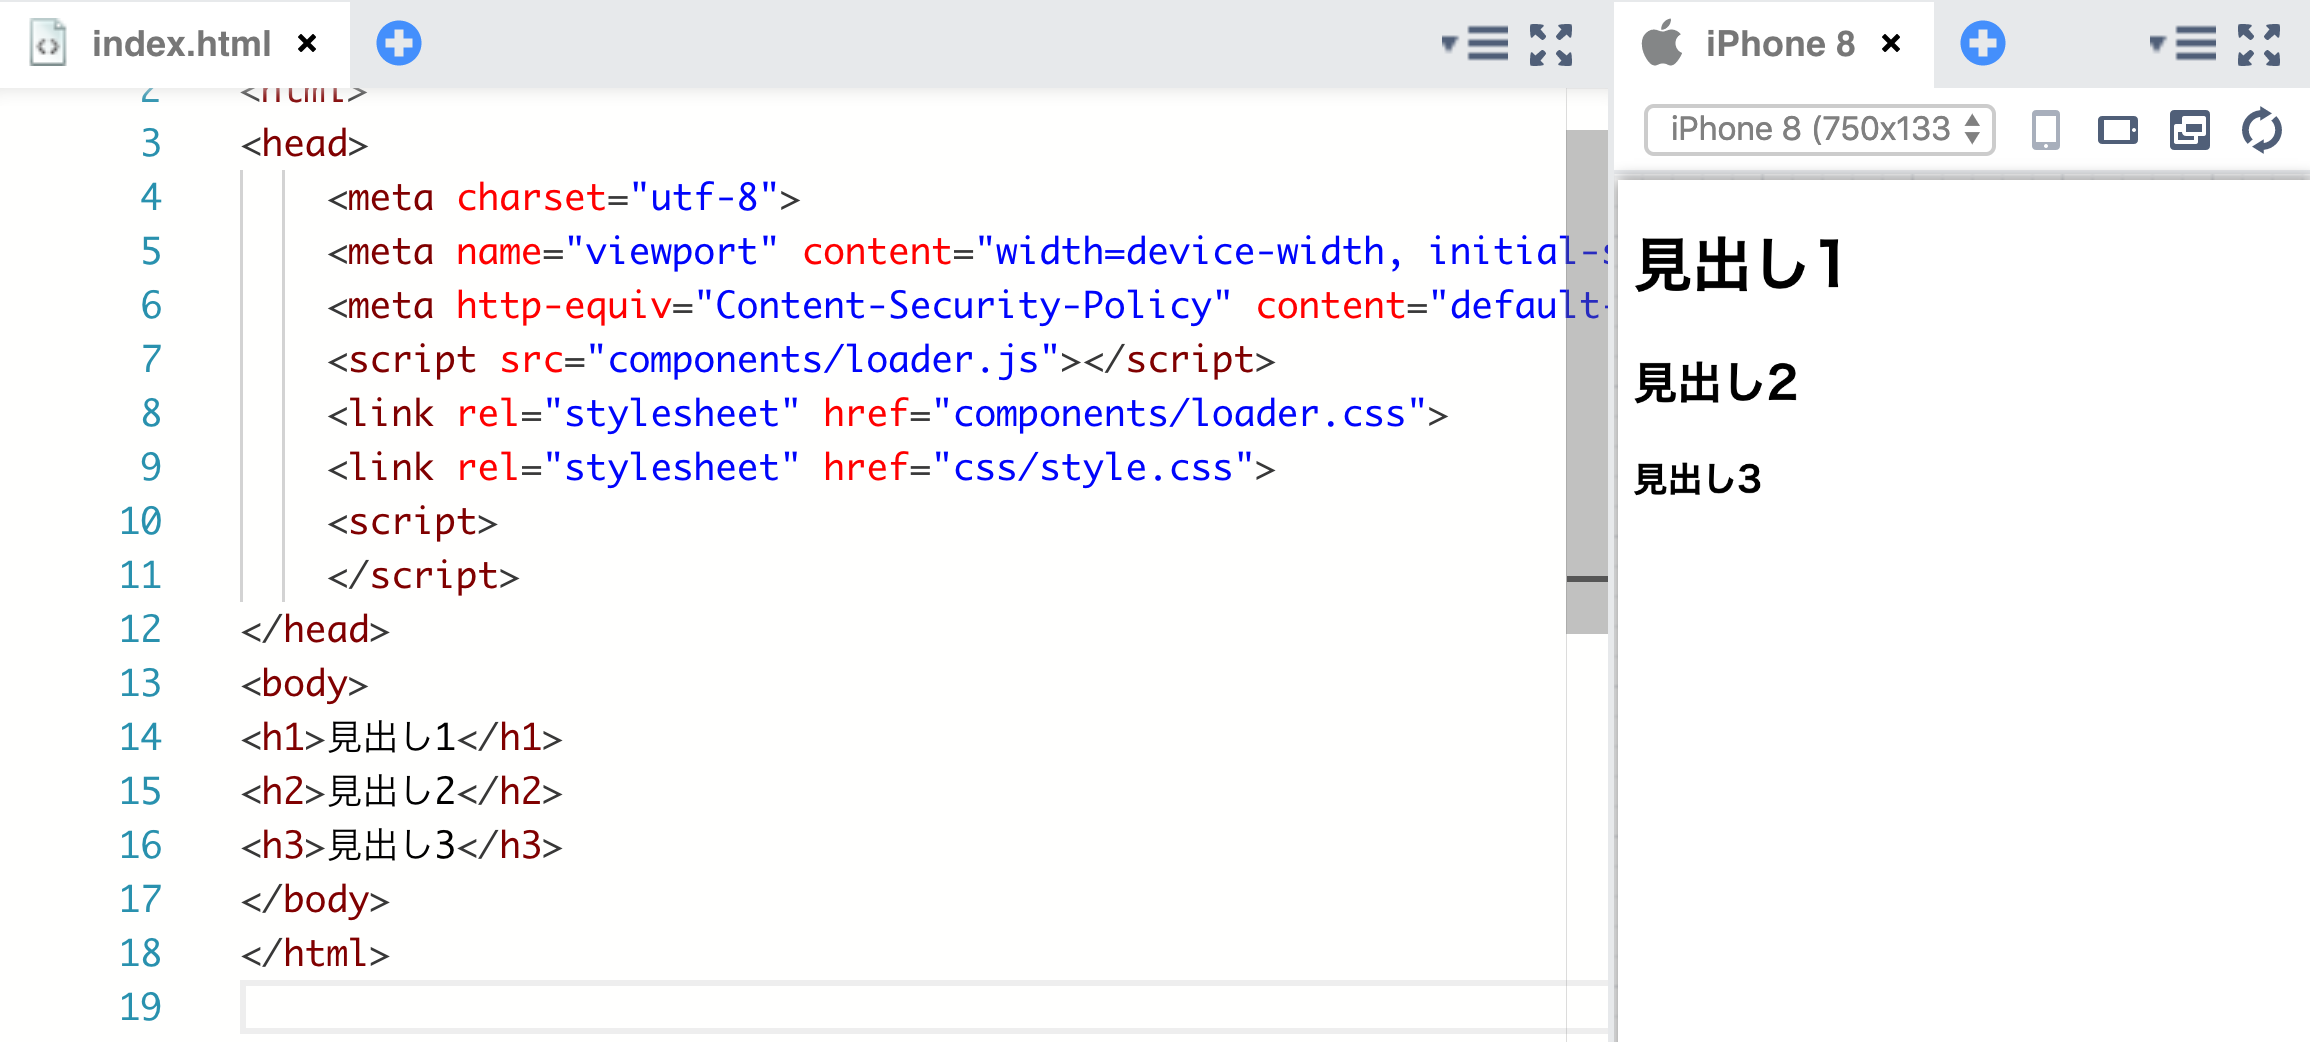 index.html ×
iPhone 8 ×
iPhone 8 (750x133
2 <html>
3 <head>
4 <meta charset="utf-8">
5 <meta name="viewport" content="width=device-width, initial-s
6 <meta http-equiv="Content-Security-Policy" content="default-
7 <script src="components/loader.js"></script>
8 <link rel="stylesheet" href="components/loader.css">
9 <link rel="stylesheet" href="css/style.css">
10 <script>
11 </script>
12 </head>
13 <body>
14 <h1>見出し1</h1>
15 <h2>見出し2</h2>
16 <h3>見出し3</h3>
17 </body>
18 </html>
19
見出し1
見出し2
見出し3